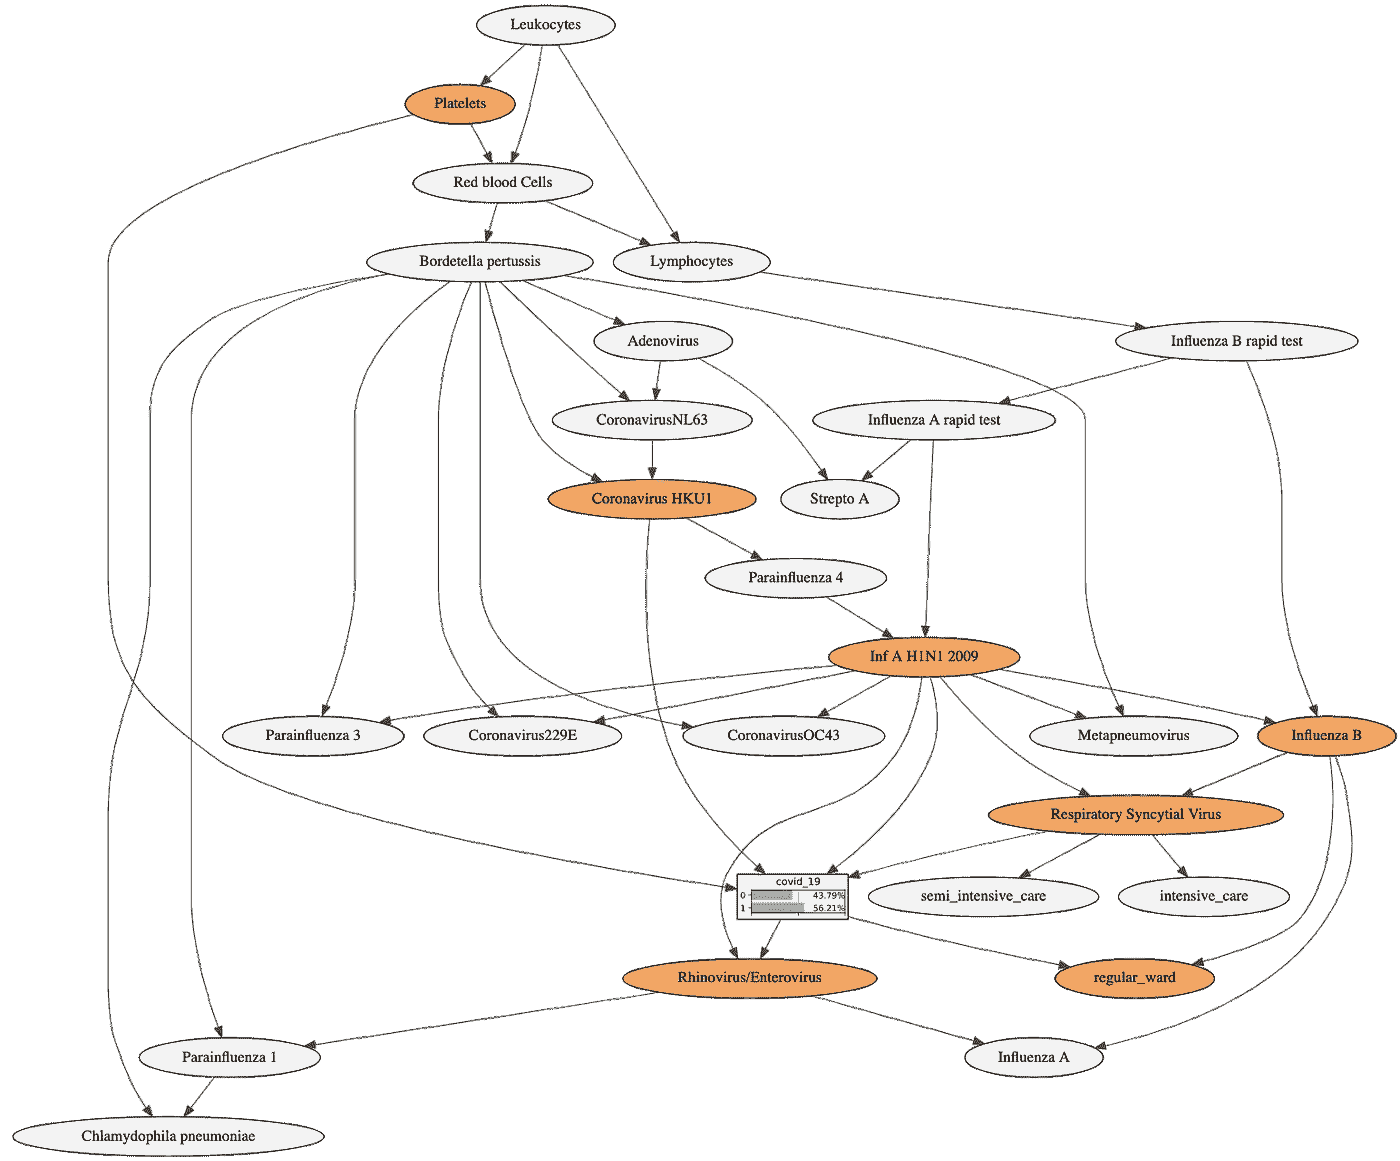 Leukocytes
Platelets
Red blood Cells
Bordetella pertussis
Lymphocytes
Adenovirus
Influenza B rapid test
CoronavirusNL63
Influenza A rapid test
Coronavirus HKU1
Strepto A
Parainfluenza 4
Inf A H1N1 2009
Parainfluenza 3
Coronavirus229E
CoronavirusOC43
Metapneumovirus
Influenza B
Respiratory Syncytial Virus
covid_19
0 43.79%
1 56.21%
semi_intensive_care
intensive_care
Rhinovirus/Enterovirus
regular_ward
Parainfluenza 1
Influenza A
Chlamydophila pneumoniae